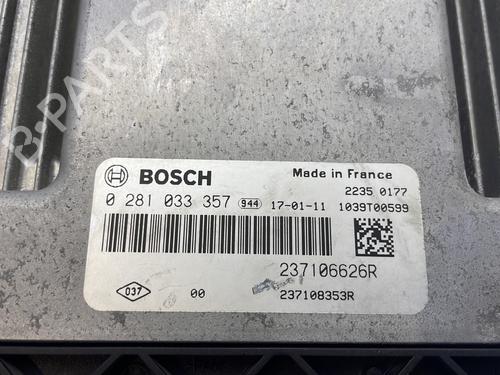 B-PARTS
BOSCH
Made in France
2235 0177
0 281 033 357 944 17-01-11 1039T00599
237106626R
037 00 237108353R